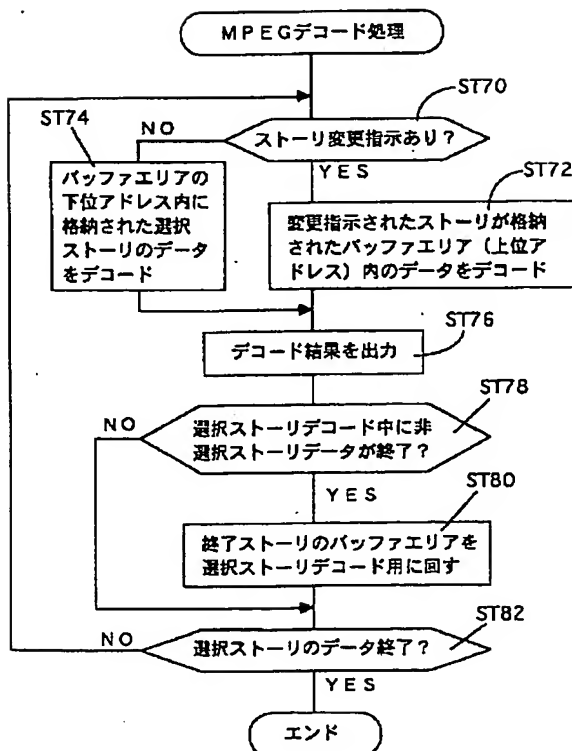 MPEGデコード処理
ST70
ストーリ変更指示あり?
NO
YES
ST74
バッファエリアの
下位アドレス内に
格納された選択
ストーリのデータ
をデコード
ST72
変更指示されたストーリが格納
されたバッファエリア(上位ア
ドレス)内のデータをデコード
ST76
デコード結果を出力
ST78
選択ストーリデコード中に非
選択ストーリデータが終了?
NO
YES
ST80
終了ストーリのバッファエリアを
選択ストーリデコード用に回す
ST82
選択ストーリのデータ終了?
NO
YES
エンド